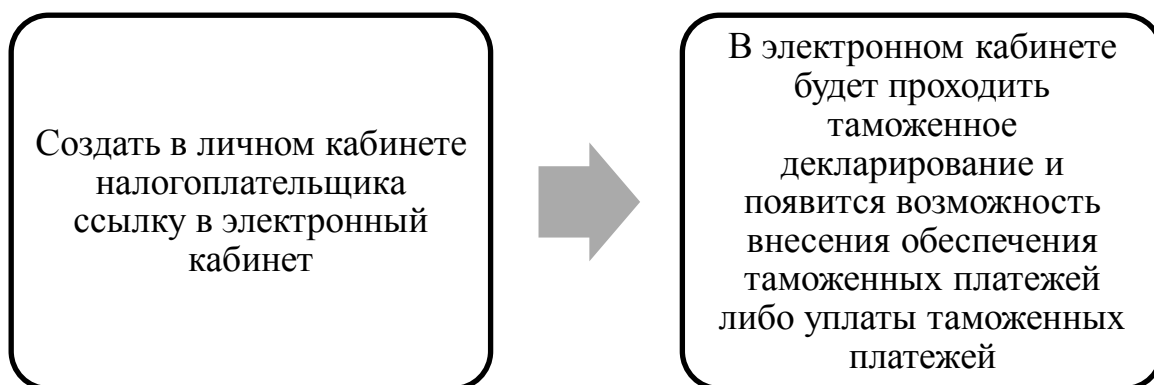 Создать в личном кабинете
налогоплательщика
ссылку в электронный
кабинет
В электронном кабинете
будет проходить
таможенное
декларирование и
появится возможность
внесения обеспечения
таможенных платежей
либо уплаты таможенных
платежей